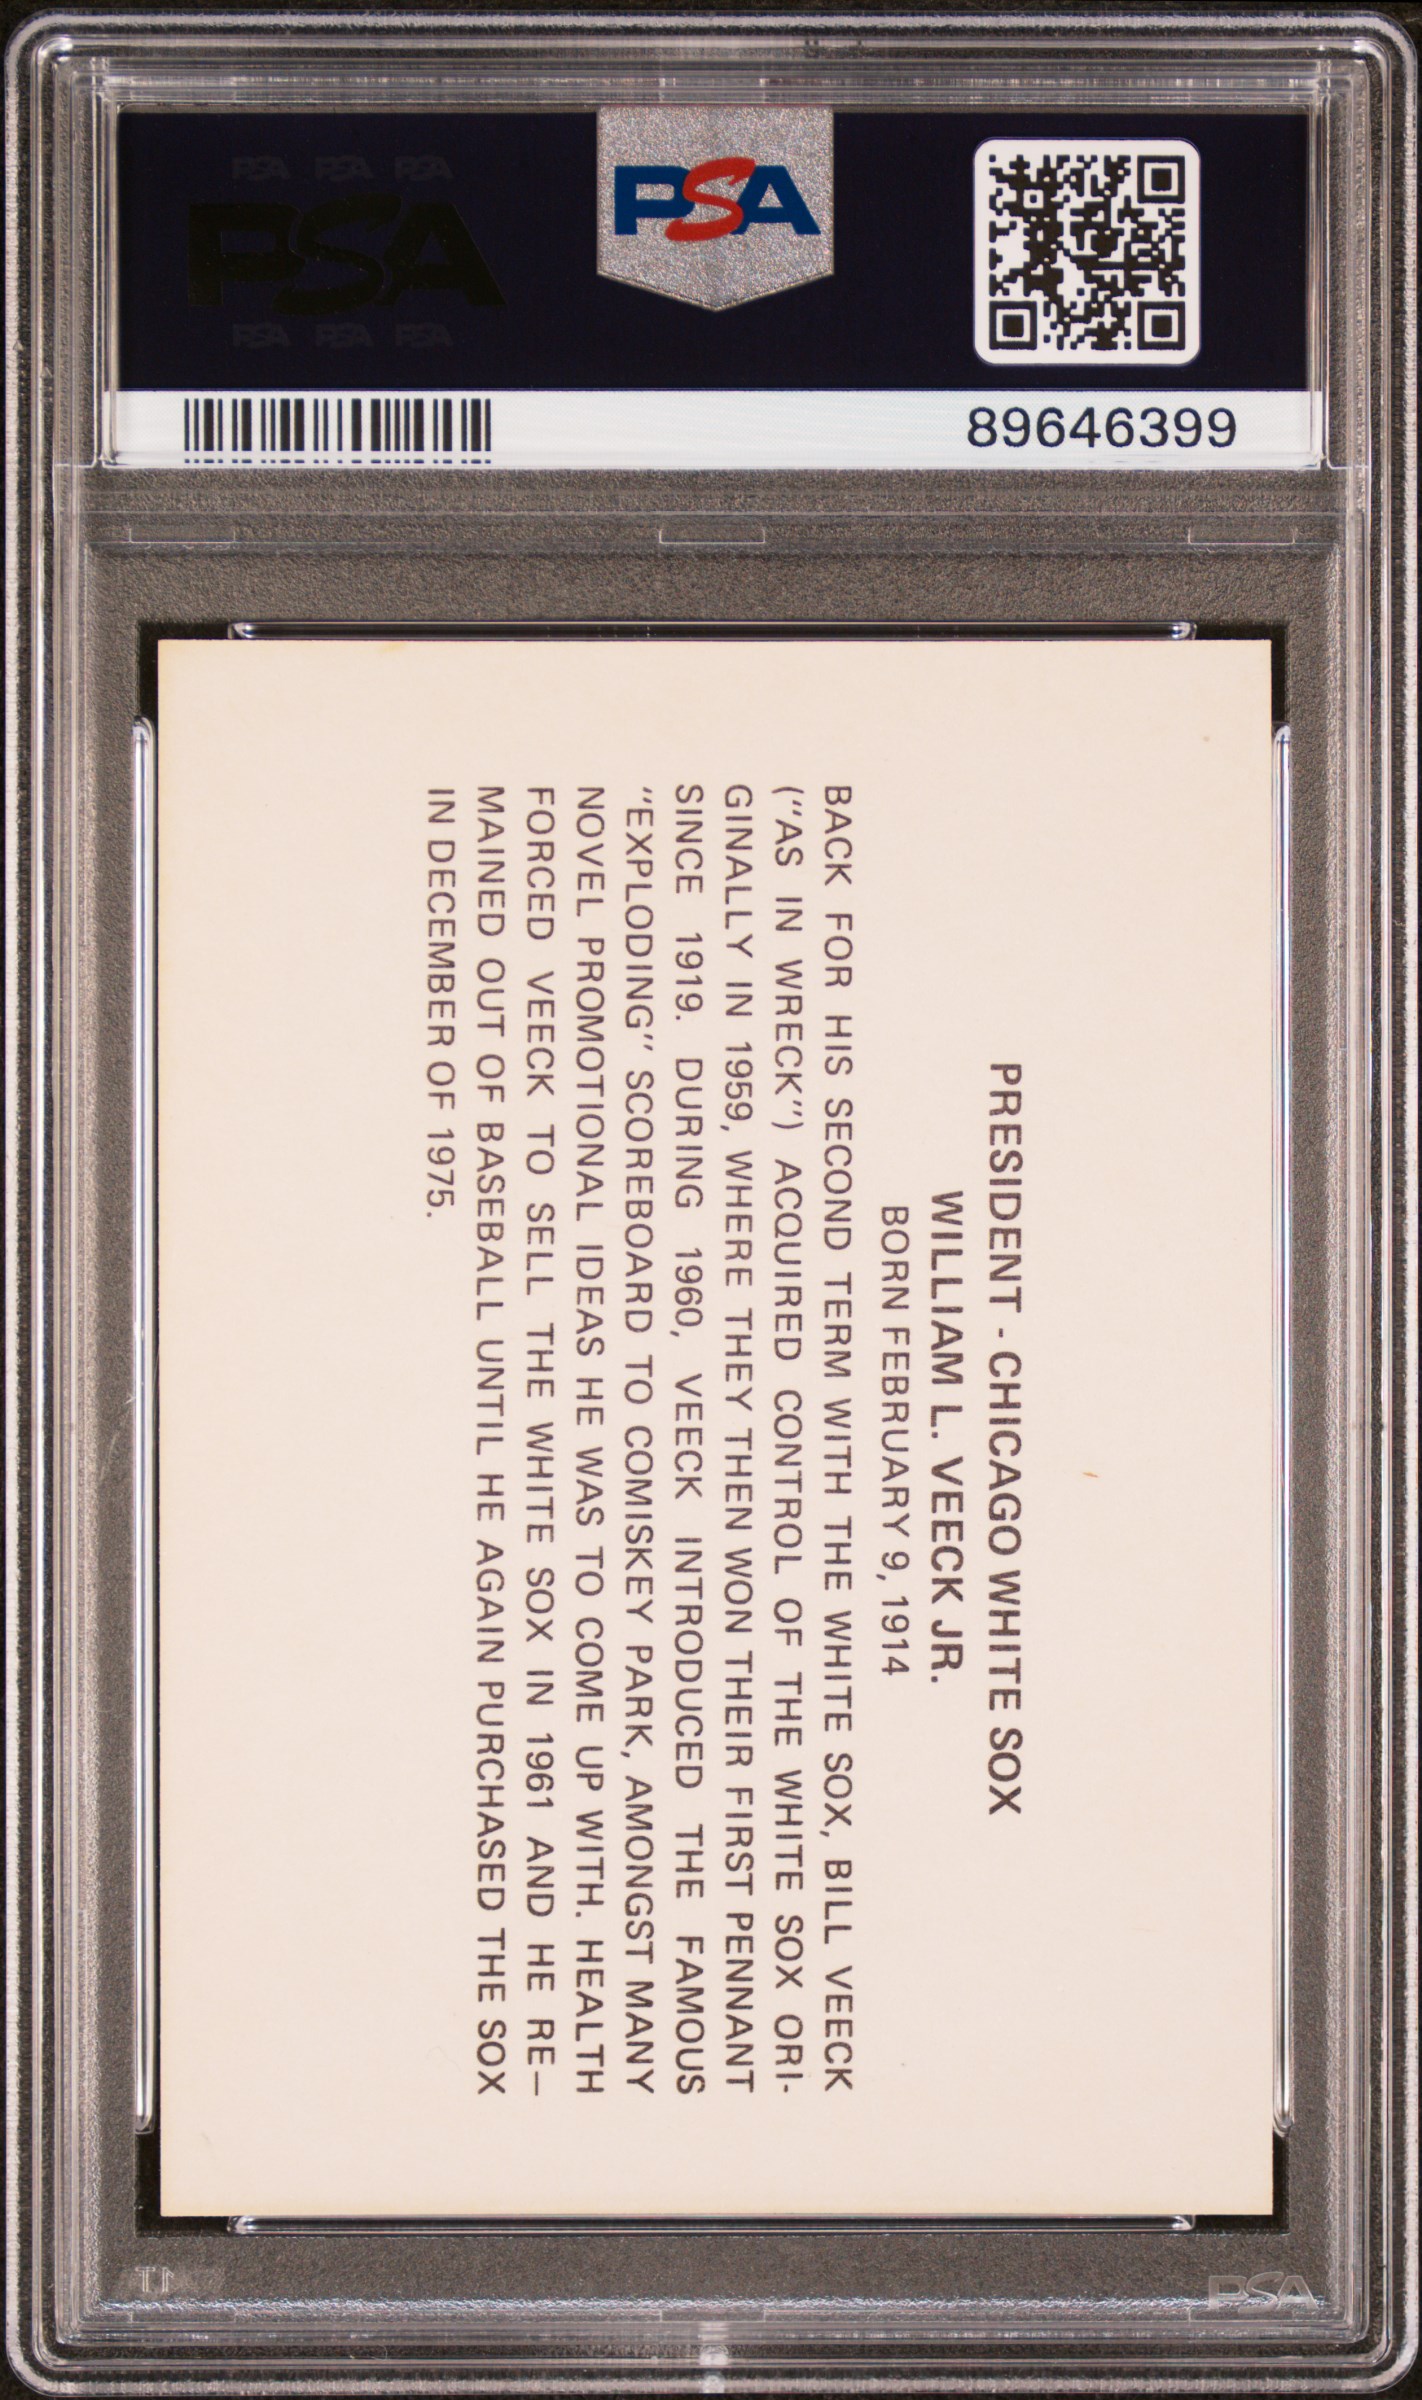 PSA PSA PSA
PSA
PSA PSA PSA
PSA
89646399
PRESIDENT - CHICAGO WHITE SOX
WILLIAM L. VEECK JR.
BORN FEBRUARY 9, 1914
BACK FOR HIS SECOND TERM WITH THE WHITE SOX, BILL VEECK
("AS IN WRECK") ACQUIRED CONTROL OF THE WHITE SOX ORI-
GINALLY IN 1959, WHERE THEY THEN WON THEIR FIRST PENNANT
SINCE 1919. DURING 1960, VEECK INTRODUCED THE FAMOUS
"EXPLODING" SCOREBOARD TO COMISKEY PARK, AMONGST MANY
NOVEL PROMOTIONAL IDEAS HE WAS TO COME UP WITH. HEALTH
FORCED VEECK TO SELL THE WHITE SOX IN 1961 AND HE RE—
MAINED OUT OF BASEBALL UNTIL HE AGAIN PURCHASED THE SOX
IN DECEMBER OF 1975.
PSA